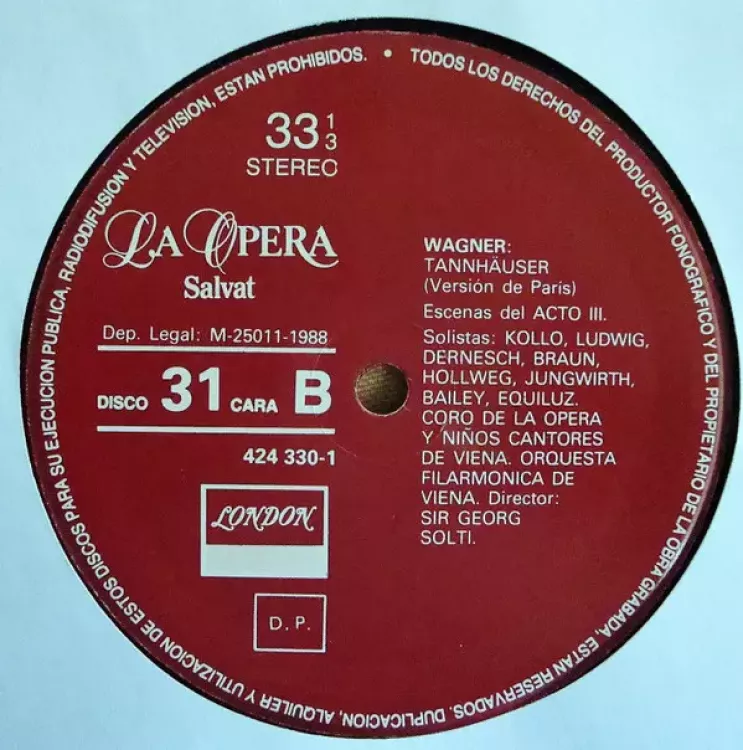 TODOS LOS DERECHOS DEL PRODUCTOR FONOGRAFICO Y DEL PROPIETARIO DE LA OBRA GRABADA, ESTAN RESERVADOS. DUPLICACION, ALQUILER Y UTILIZACION DE ESTOS DISCOS PARA SU EJECUCION PUBLICA, RADIODIFUSION Y TELEVISION, ESTAN PROHIBIDOS. •
33 1/3
STEREO
LA OPERA
Salvat
Dep. Legal: M-25011-1988
DISCO 31 CARA B
424 330-1
LONDON
D. P.
WAGNER:
TANNHÄUSER
(Versión de París)
Escenas del ACTO III.
Solistas: KOLLO, LUDWIG,
DERNESCH, BRAUN,
HOLLWEG, JUNGWIRTH,
BAILEY, EQUILUZ.
CORO DE LA OPERA
Y NIÑOS CANTORES
DE VIENA. ORQUESTA
FILARMONICA DE
VIENA. Director:
SIR GEORG
SOLTI.